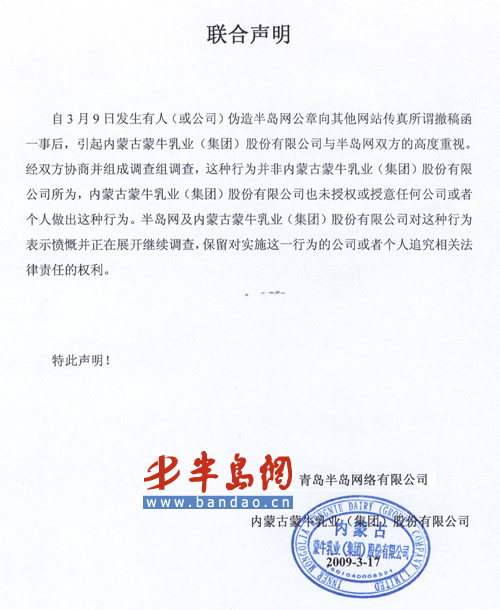 联合声明
自3月9日发生有人（或公司）伪造半岛网公章向其他网站传真所谓撤稿函
一事后，引起内蒙古蒙牛乳业（集团）股份有限公司与半岛网双方的高度重视。
经双方协商并组成调查组调查，这种行为并非内蒙古蒙牛乳业（集团）股份有限
公司所为，内蒙古蒙牛乳业（集团）股份有限公司也未授权或授意任何公司或者
个人做出这种行为。半岛网及内蒙古蒙牛乳业（集团）股份有限公司对这种行为
表示愤慨并正在展开继续调查，保留对实施这一行为的公司或者个人追究相关法
律责任的权利。
特此声明！
半岛网
www.bandao.cn
青岛半岛网络有限公司
内蒙古蒙牛乳业（集团）股份有限公司
INNER MONGOLIA MENGNIU DAIRY (GROUP) COMPANY LIMITED
内蒙古
蒙牛乳业（集团）股份有限公司
2009-3-17